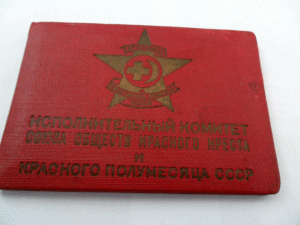 ИСПОЛНИТЕЛЬНЫЙ КОМИТЕТ
СОЮЗА ОБЩЕСТВ КРАСНОГО КРЕСТА
И
КРАСНОГО ПОЛУМЕСЯЦА СССР